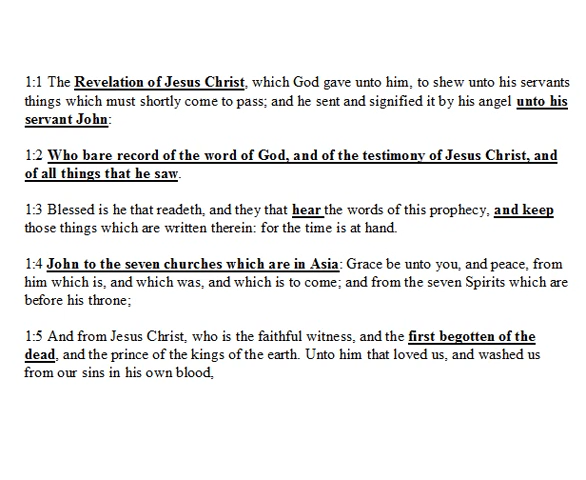 1:1 The Revelation of Jesus Christ, which God gave unto him, to shew unto his servants
things which must shortly come to pass; and he sent and signified it by his angel unto his
servant John:
1:2 Who bare record of the word of God, and of the testimony of Jesus Christ, and
of all things that he saw.
1:3 Blessed is he that readeth, and they that hear the words of this prophecy, and keep
those things which are written therein: for the time is at hand.
1:4 John to the seven churches which are in Asia: Grace be unto you, and peace, from
him which is, and which was, and which is to come; and from the seven Spirits which are
before his throne;
1:5 And from Jesus Christ, who is the faithful witness, and the first begotten of the
dead, and the prince of the kings of the earth. Unto him that loved us, and washed us
from our sins in his own blood,